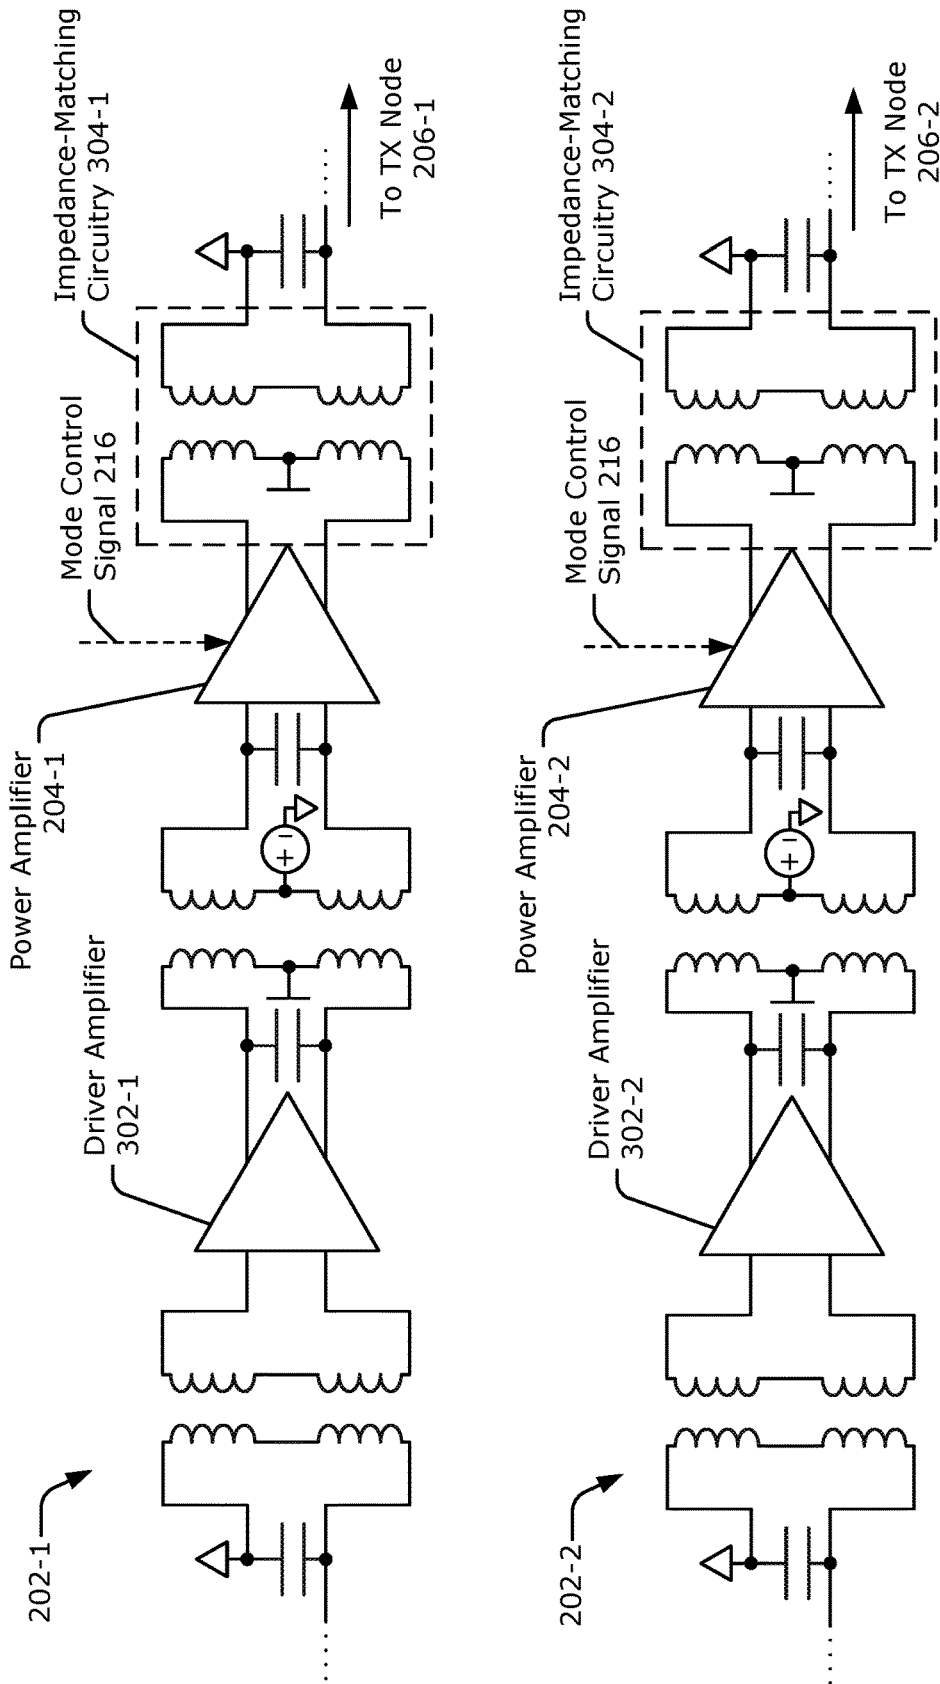 202-1
Driver Amplifier
302-1
Power Amplifier
204-1
Mode Control
Signal 216
Impedance-Matching
Circuitry 304-1
To TX Node
206-1
+ −
202-2
Driver Amplifier
302-2
Power Amplifier
204-2
Mode Control
Signal 216
Impedance-Matching
Circuitry 304-2
To TX Node
206-2
+ −